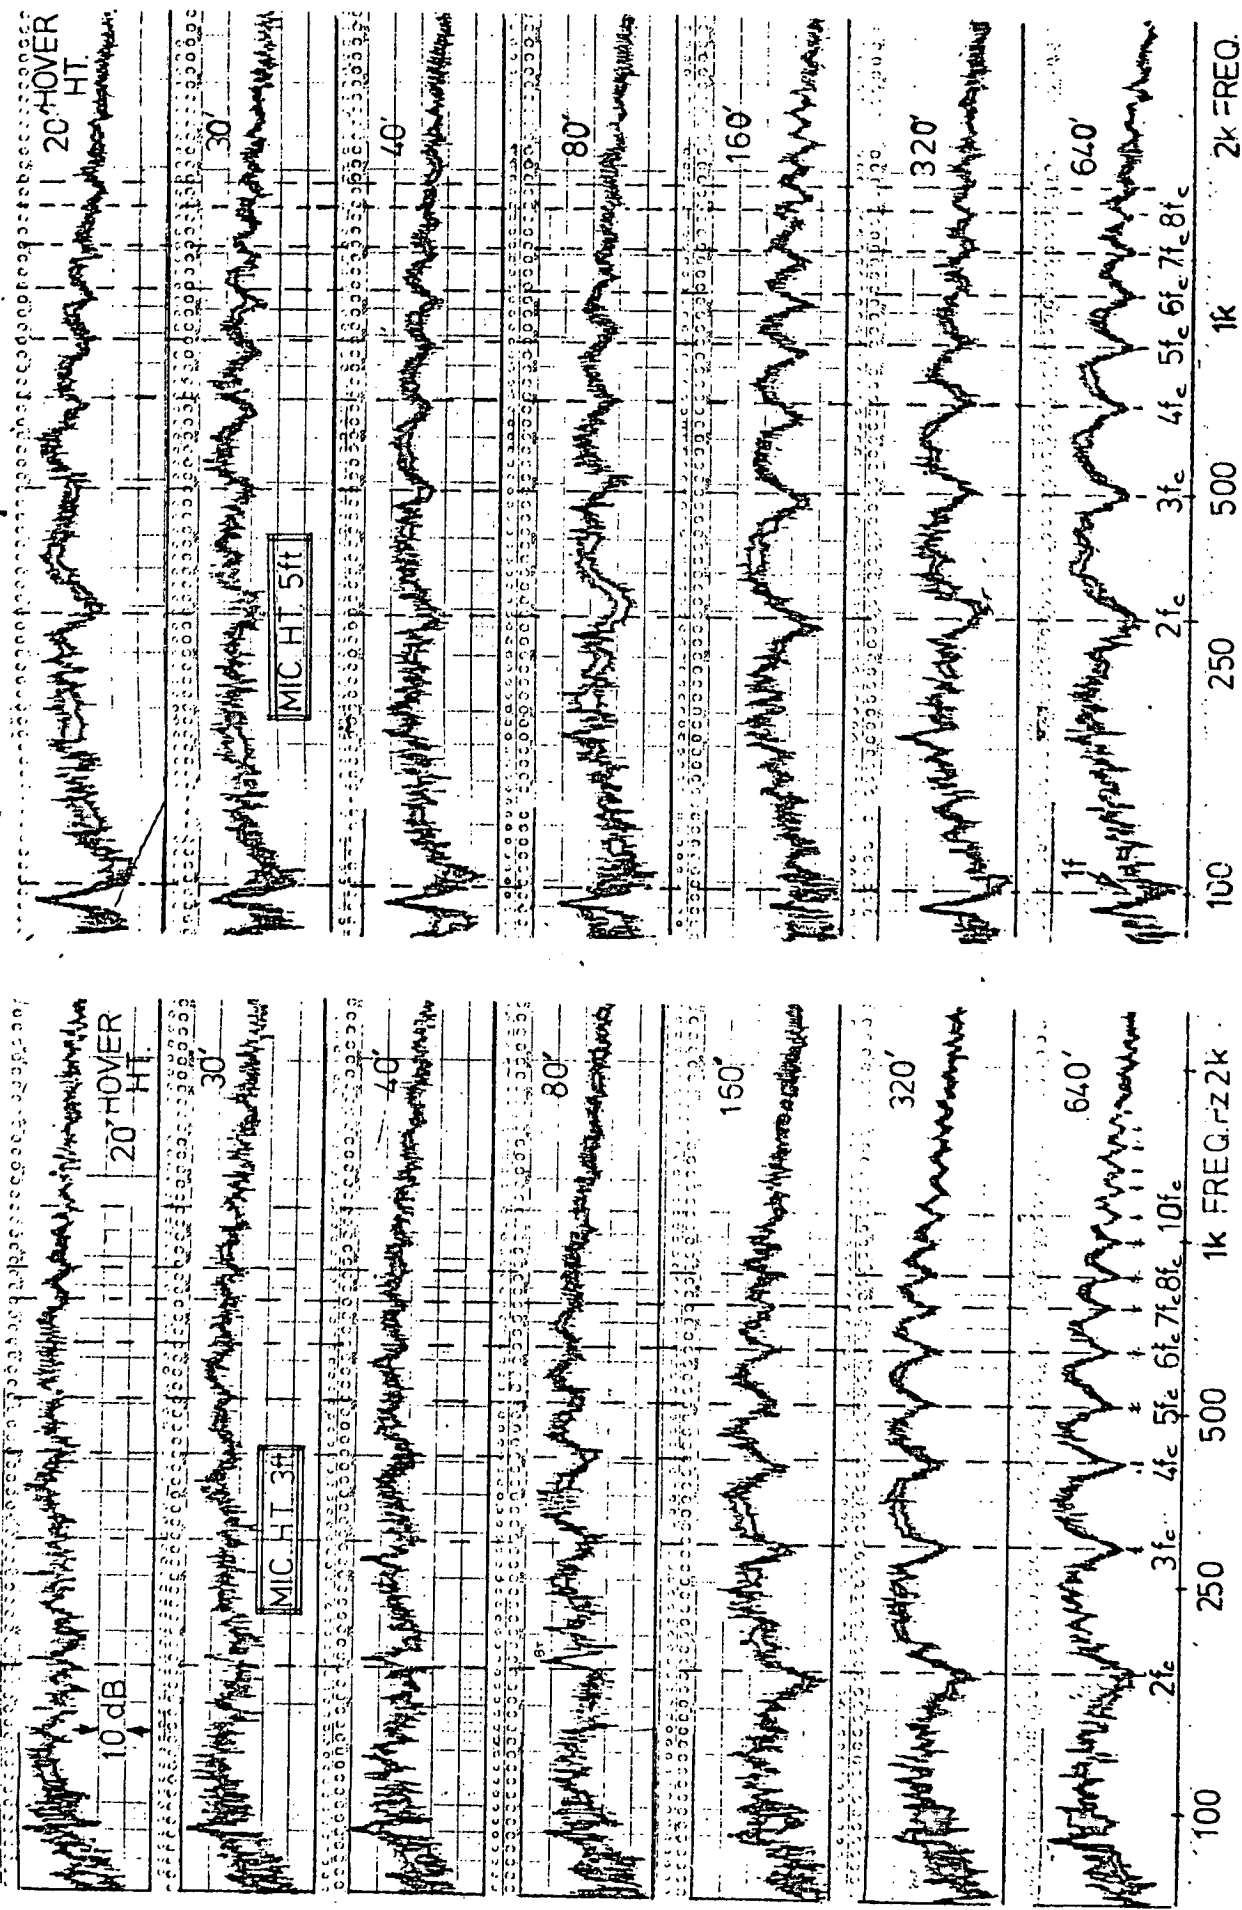 20' HOVER
HT.
10 dB
30'
MIC HT 3ft
40'
80'
160'
320'
640'
2fc 3fc 4fc 5fc 6fc 7fc 8fc 10fc
100 250 500 1k FREQ. Hz 2k
20' HOVER
HT.
30'
MIC HT 5ft
40'
80'
160'
320'
640'
1f
2fc 3fc 4fc 5fc 6fc 7fc 8fc
100 250 500 1k 2k FREQ.